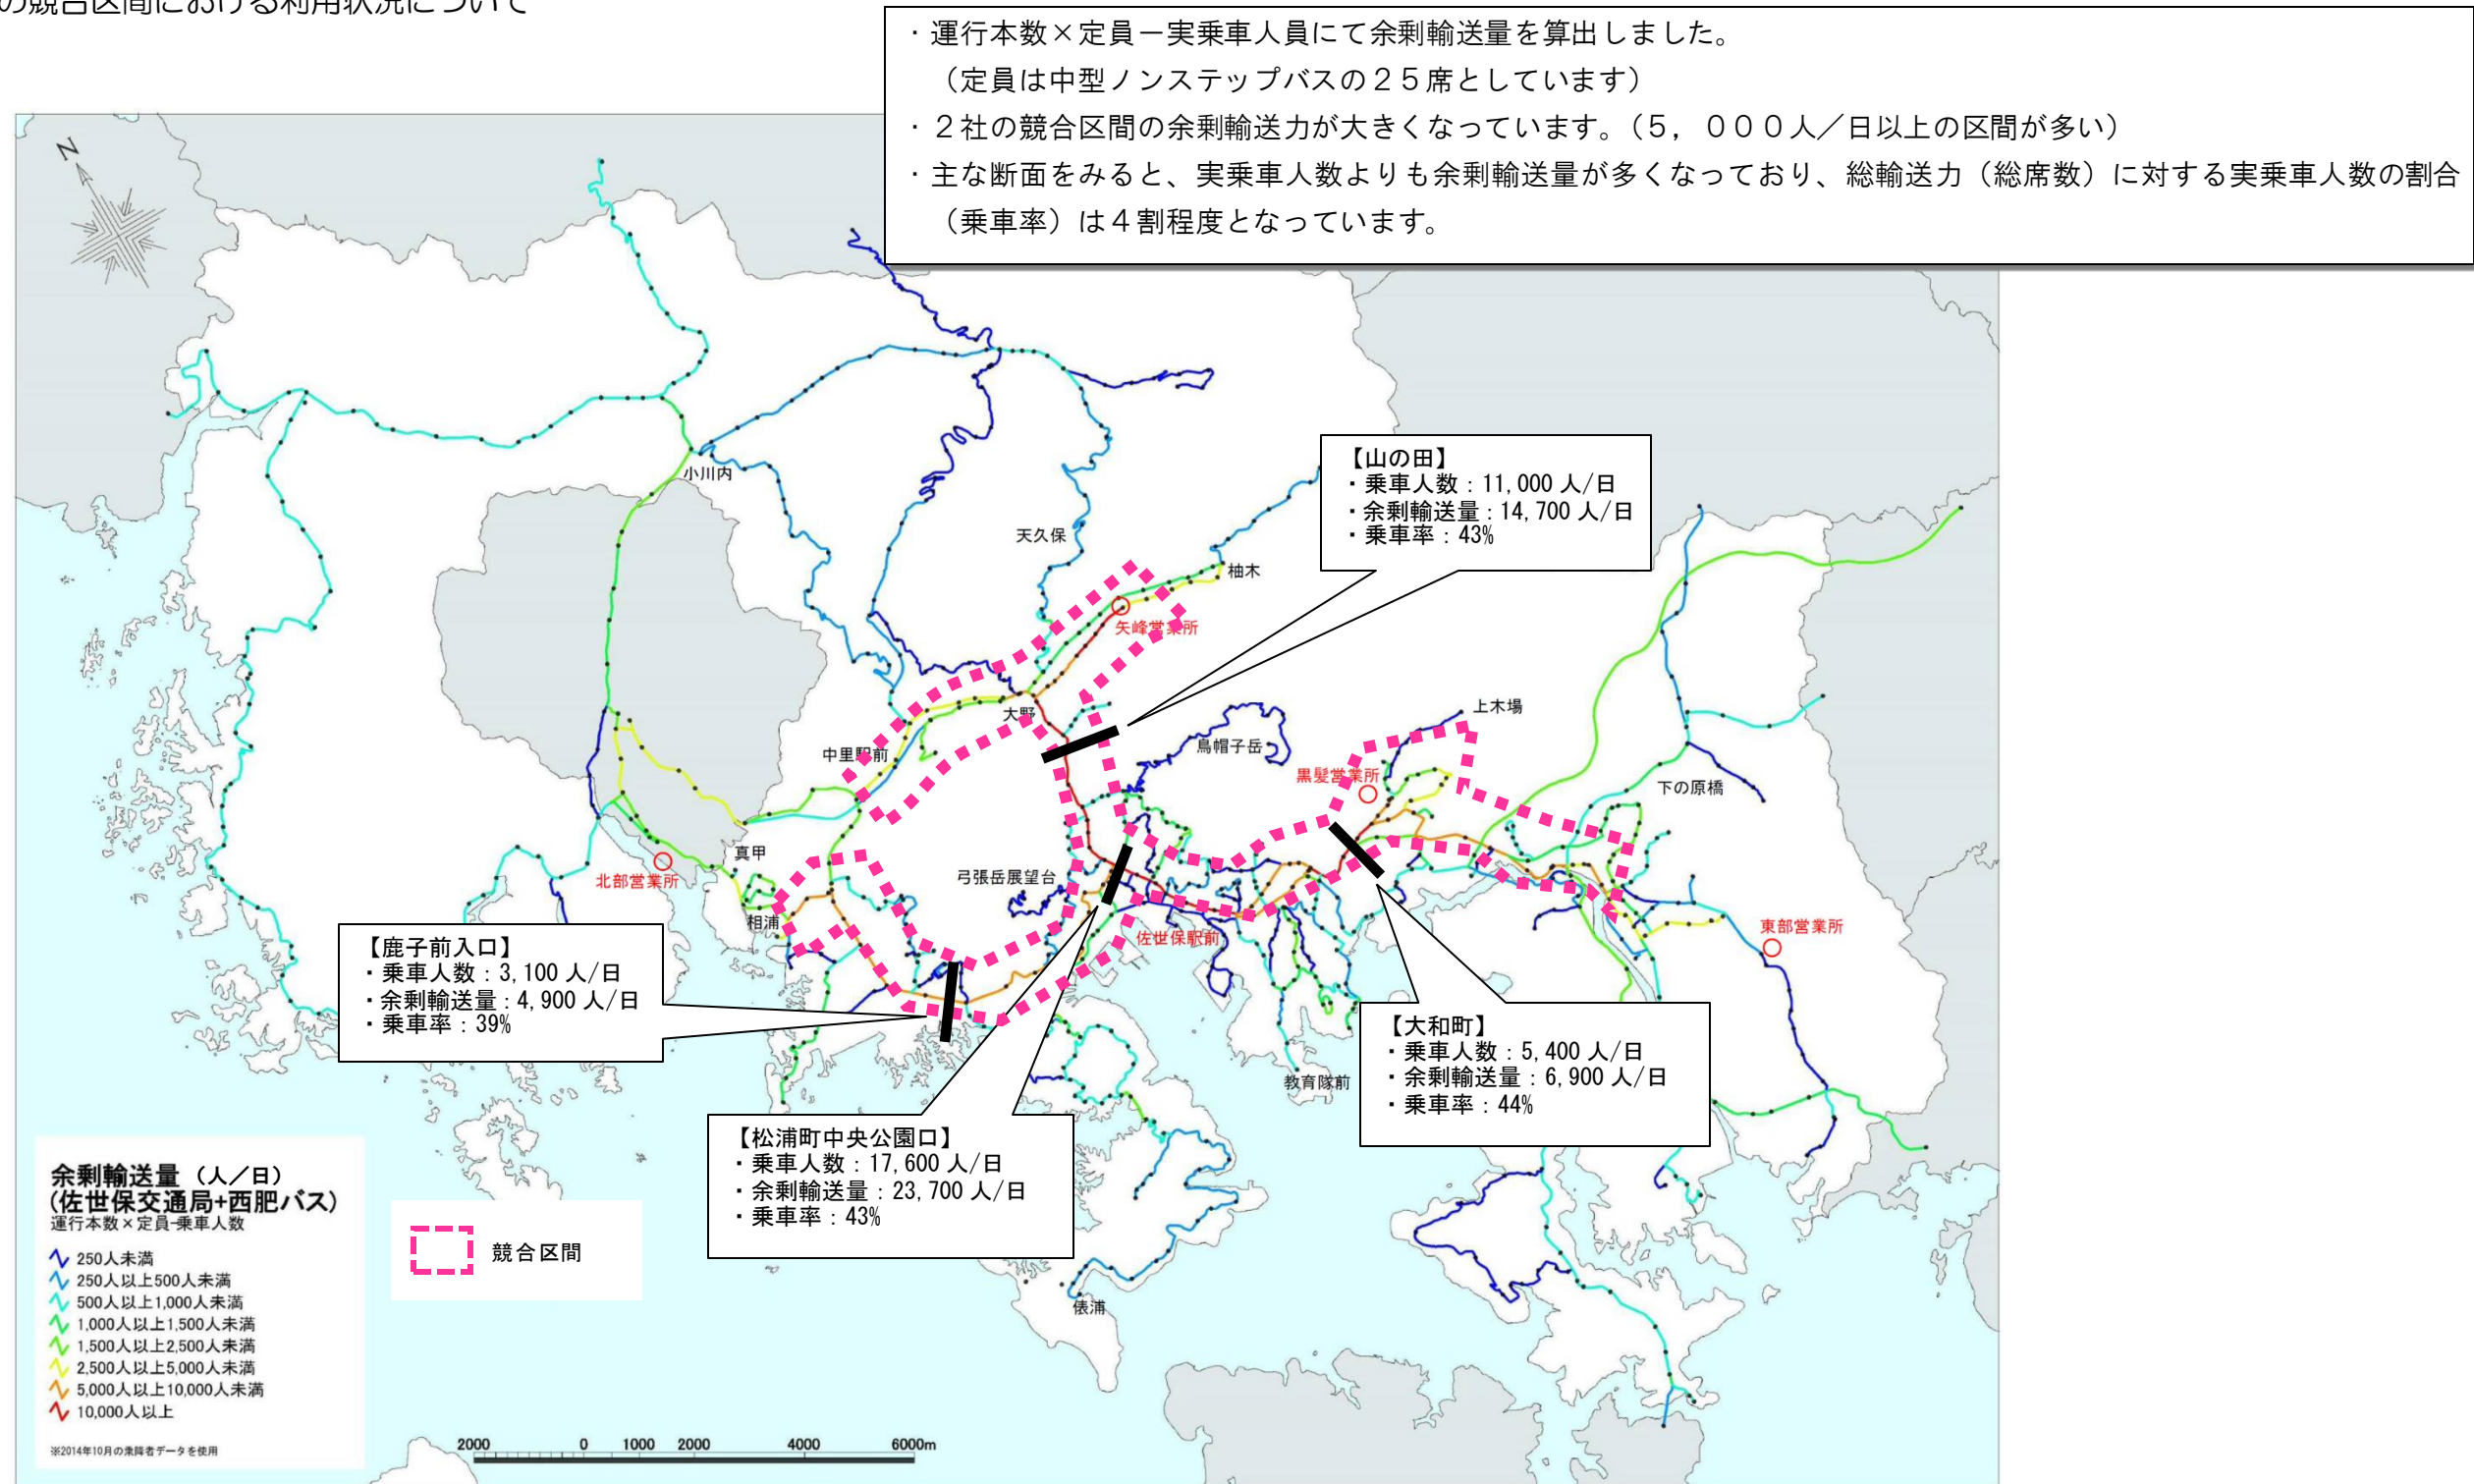 の競合区間における利用状況について
・運行本数×定員－実乗車人員にて余剰輸送量を算出しました。
（定員は中型ノンステップバスの２５席としています）
・２社の競合区間の余剰輸送力が大きくなっています。（５，０００人／日以上の区間が多い）
・主な断面をみると、実乗車人数よりも余剰輸送量が多くなっており、総輸送力（総席数）に対する実乗車人数の割合
（乗車率）は４割程度となっています。
N
小川内
天久保
柚木
矢峰営業所
【山の田】
・乗車人数：11,000 人/日
・余剰輸送量：14,700 人/日
・乗車率：43%
大野
中里駅前
烏帽子岳
上木場
黒髪営業所
下の原橋
真申
北部営業所
弓張岳展望台
相浦
佐世保駅前
東部営業所
【鹿子前入口】
・乗車人数：3,100 人/日
・余剰輸送量：4,900 人/日
・乗車率：39%
【大和町】
・乗車人数：5,400 人/日
・余剰輸送量：6,900 人/日
・乗車率：44%
教育隊前
【松浦町中央公園口】
・乗車人数：17,600 人/日
・余剰輸送量：23,700 人/日
・乗車率：43%
俵浦
余剰輸送量（人／日）
(佐世保交通局+西肥バス)
運行本数×定員-乗車人数
250人未満
250人以上500人未満
500人以上1,000人未満
1,000人以上1,500人未満
1,500人以上2,500人未満
2,500人以上5,000人未満
5,000人以上10,000人未満
10,000人以上
※2014年10月の乗降者データを使用
競合区間
2000 0 1000 2000 4000 6000m